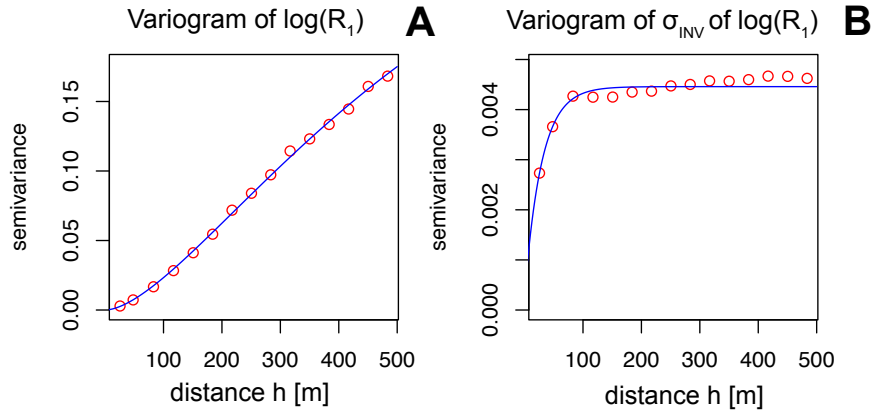 Variogram of log(R₁)
A
semivariance
0.00
0.05
0.10
0.15
100
200
300
400
500
distance h [m]
Variogram of σINV of log(R₁)
B
semivariance
0.000
0.002
0.004
100
200
300
400
500
distance h [m]